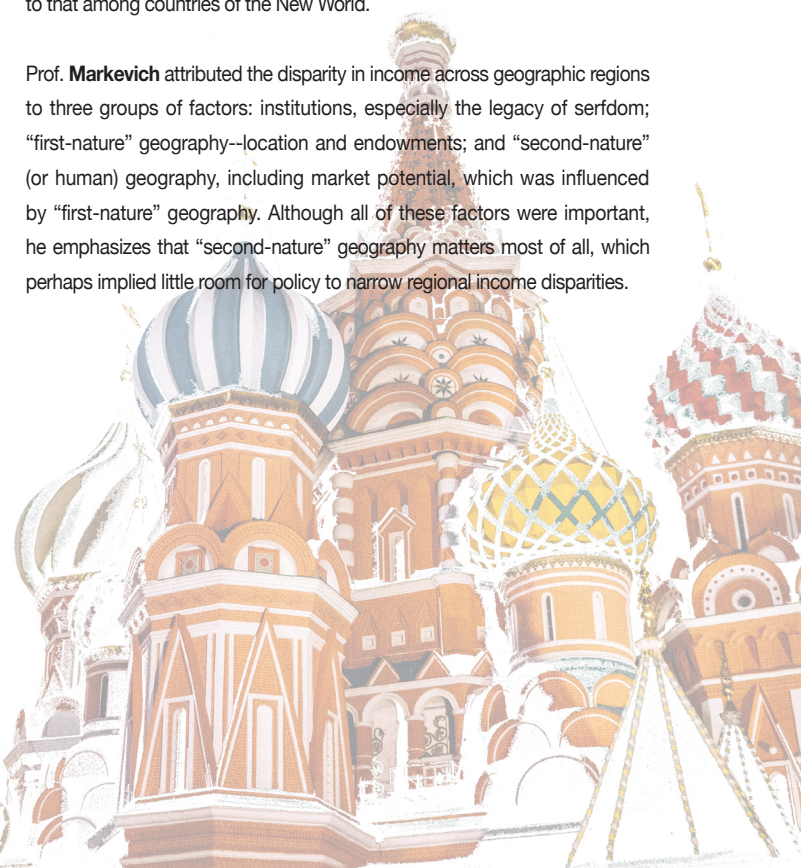 to that among countries of the New World.
Prof. Markevich attributed the disparity in income across geographic regions
to three groups of factors: institutions, especially the legacy of serfdom;
“first-nature” geography--location and endowments; and “second-nature”
(or human) geography, including market potential, which was influenced
by “first-nature” geography. Although all of these factors were important,
he emphasizes that “second-nature” geography matters most of all, which
perhaps implied little room for policy to narrow regional income disparities.